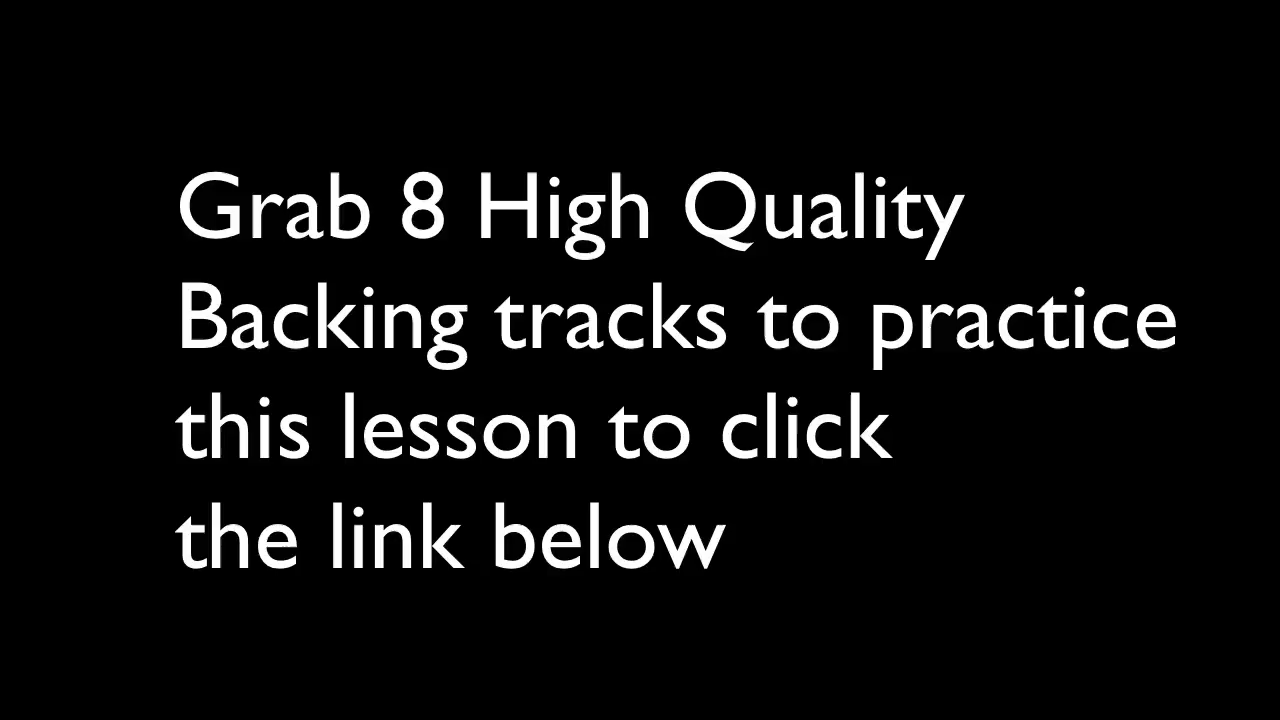 Grab 8 High Quality
Backing tracks to practice
this lesson to click
the link below